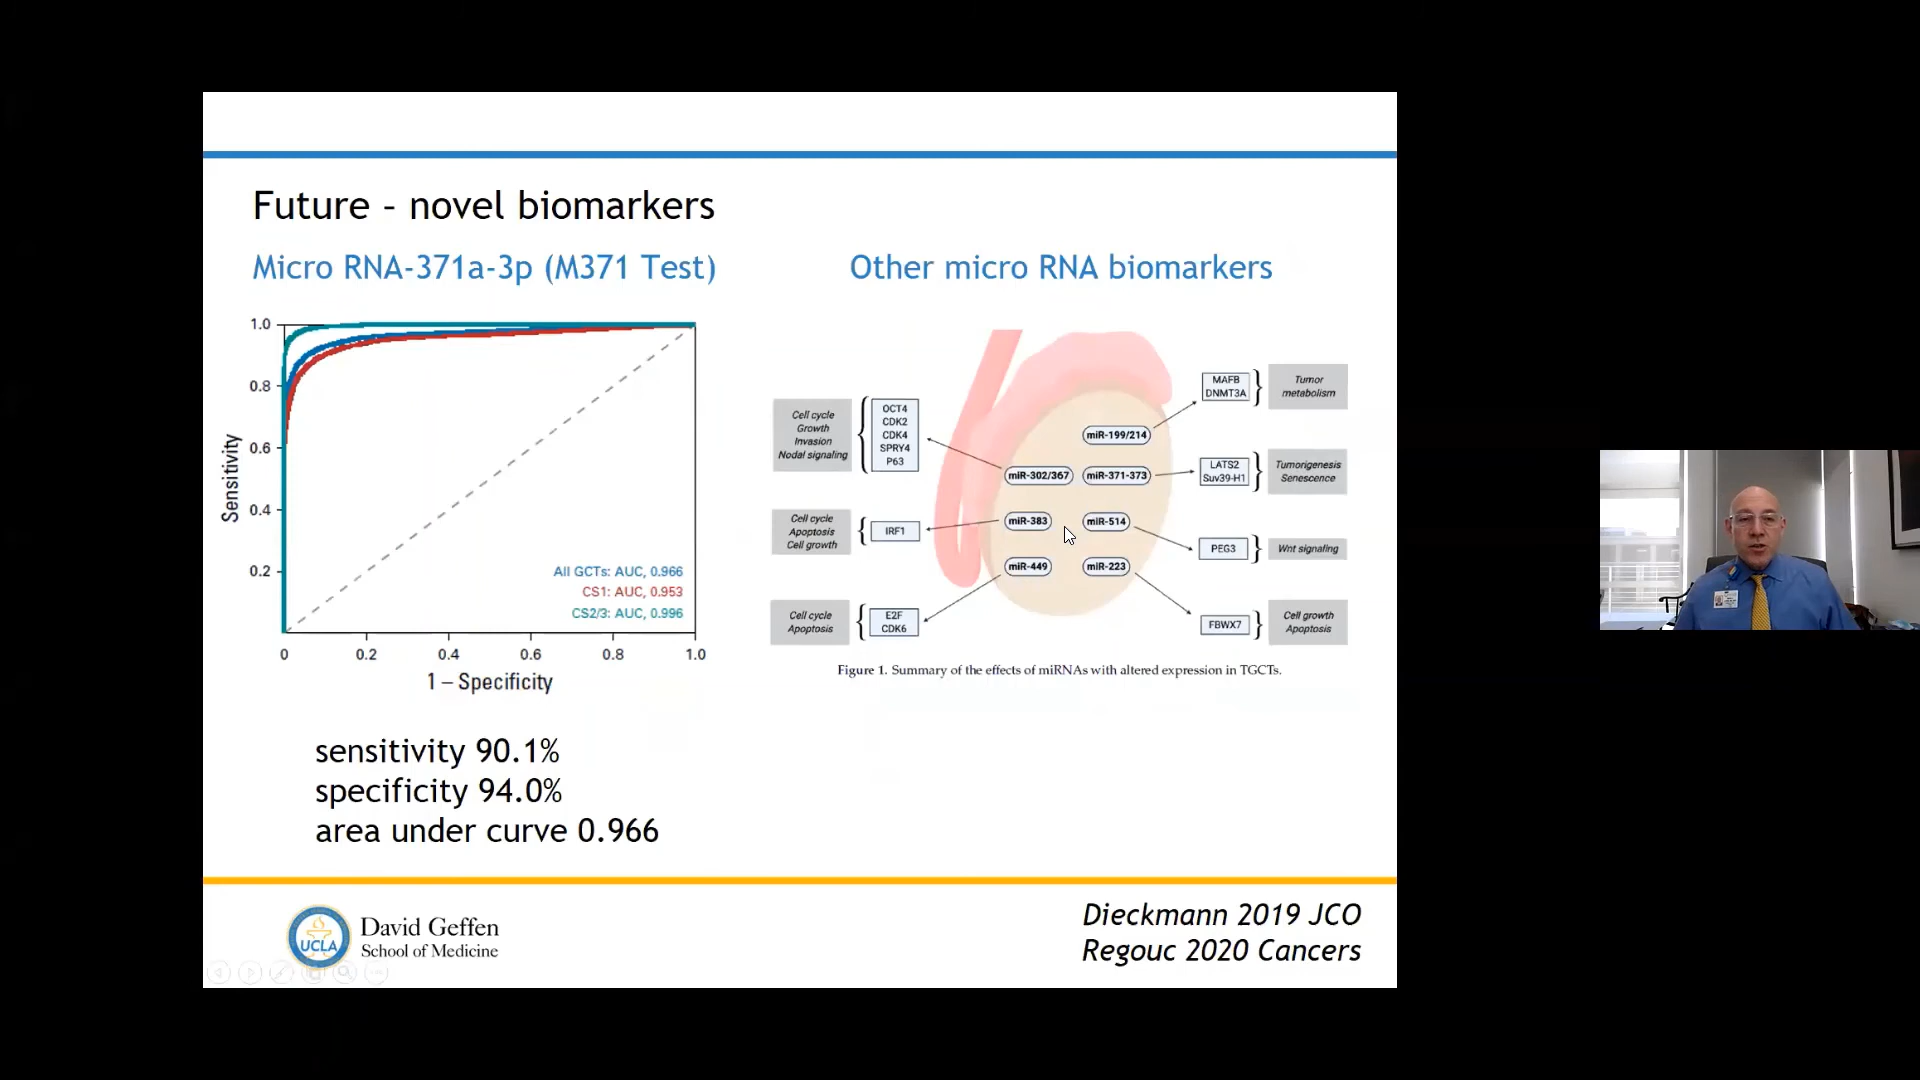 Future – novel biomarkers
Micro RNA-371a-3p (M371 Test)
1.0
0.8
0.6
0.4
0.2
Sensitivity
All GCTs: AUC, 0.966
CS1: AUC, 0.953
CS2/3: AUC, 0.996
0 0.2 0.4 0.6 0.8 1.0
1 – Specificity
sensitivity 90.1%
specificity 94.0%
area under curve 0.966
Other micro RNA biomarkers
Cell cycle
Growth
Invasion
Nodal signaling
OCT4
CDK2
CDK4
SPRY4
P63
miR-302/367
Cell cycle
Apoptosis
Cell growth
IRF1
miR-383
Cell cycle
Apoptosis
E2F
CDK6
miR-449
miR-199/214
MAFB
DNMT3A
Tumor
metabolism
miR-371-373
LATS2
Suv39-H1
Tumorigenesis
Senescence
miR-514
PEG3
Wnt signaling
miR-223
FBWX7
Cell growth
Apoptosis
Figure 1. Summary of the effects of miRNAs with altered expression in TGCTs.
UCLA
David Geffen
School of Medicine
Dieckmann 2019 JCO
Regouc 2020 Cancers